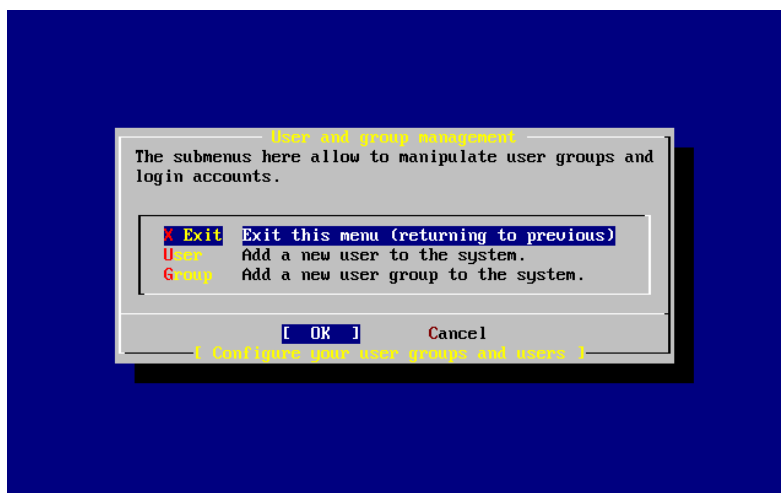 User and group management
The submenus here allow to manipulate user groups and
login accounts.
X Exit Exit this menu (returning to previous)
User Add a new user to the system.
Group Add a new user group to the system.
[ OK ] Cancel
[ Configure your user groups and users ]